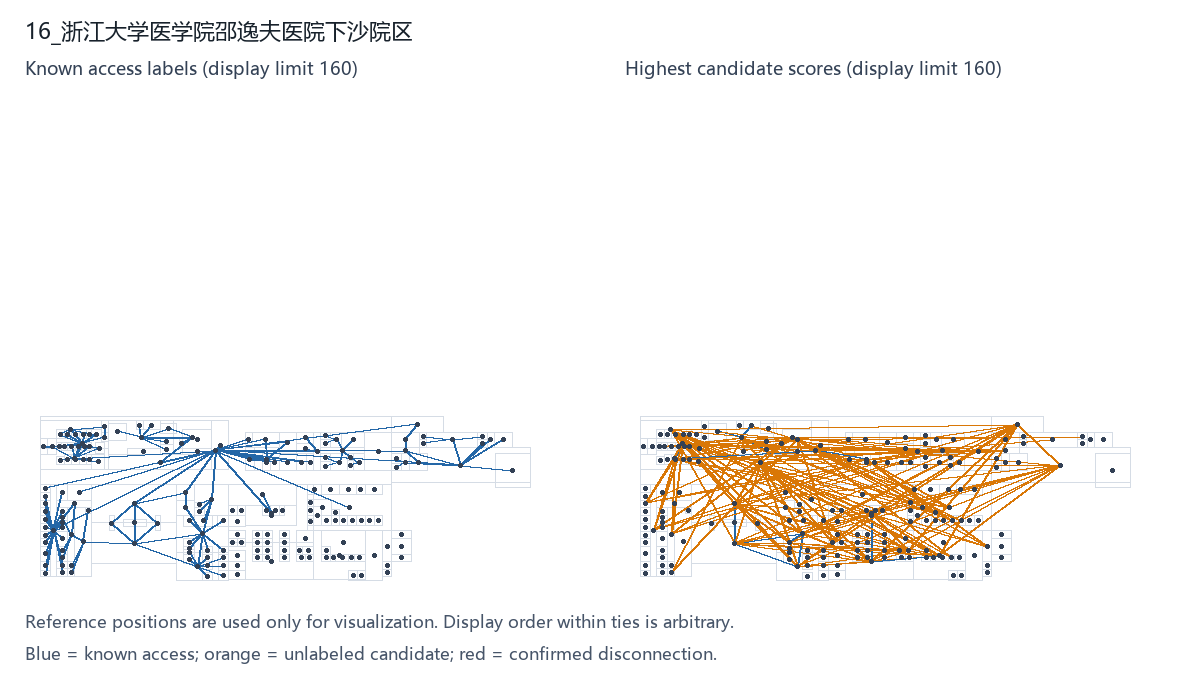 16_浙江大学医学院邵逸夫医院下沙院区
Known access labels (display limit 160)
Highest candidate scores (display limit 160)
Reference positions are used only for visualization. Display order within ties is arbitrary.
Blue = known access; orange = unlabeled candidate; red = confirmed disconnection.